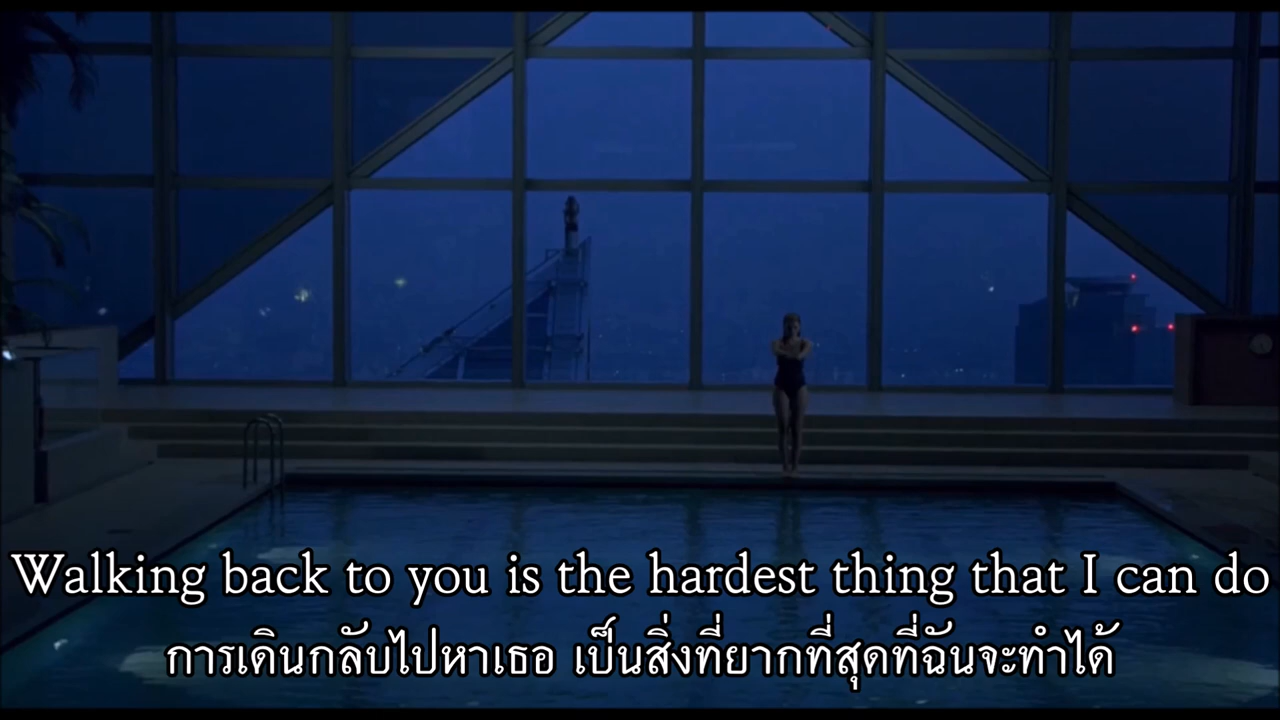 Walking back to you is the hardest thing that I can do
การเดินกลับไปหาเธอ เป็นสิ่งที่ยากที่สุดที่ฉันจะทำได้